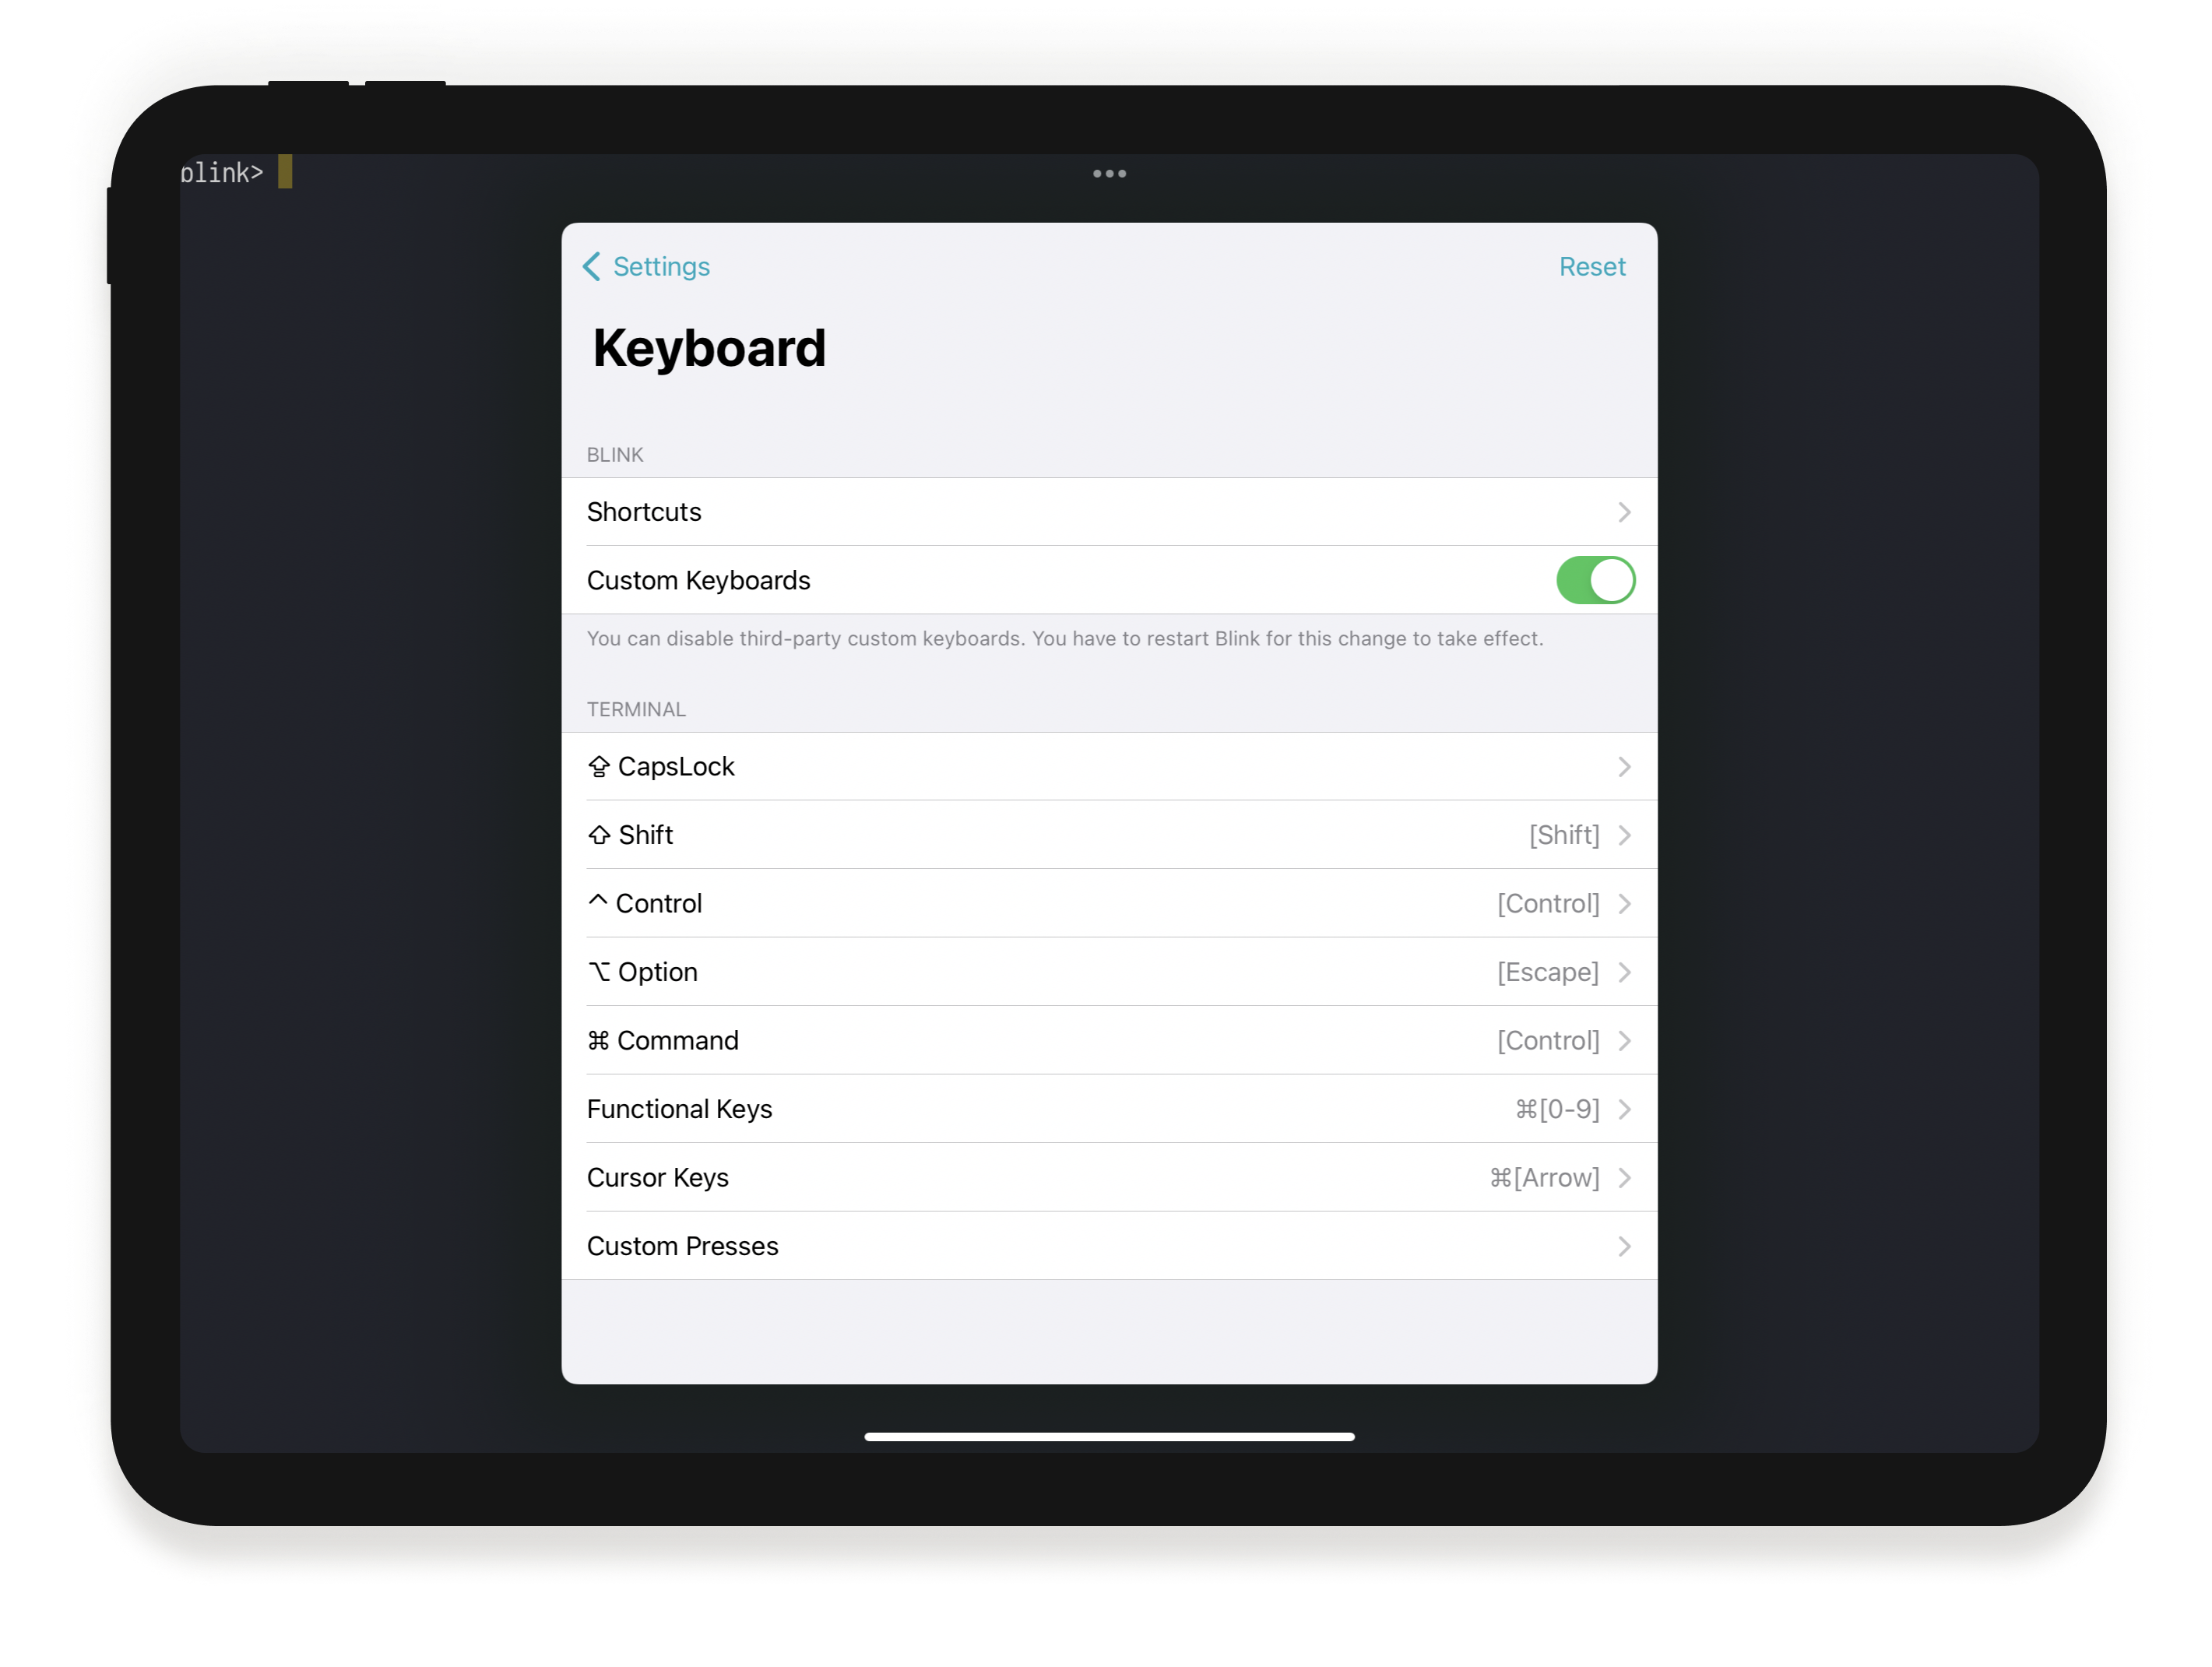 blink>
Settings Reset
Keyboard
BLINK
Shortcuts
Custom Keyboards
You can disable third-party custom keyboards. You have to restart Blink for this change to take effect.
TERMINAL
⇪ CapsLock
⇧ Shift [Shift]
⌃ Control [Control]
⌥ Option [Escape]
⌘ Command [Control]
Functional Keys ⌘[0-9]
Cursor Keys ⌘[Arrow]
Custom Presses